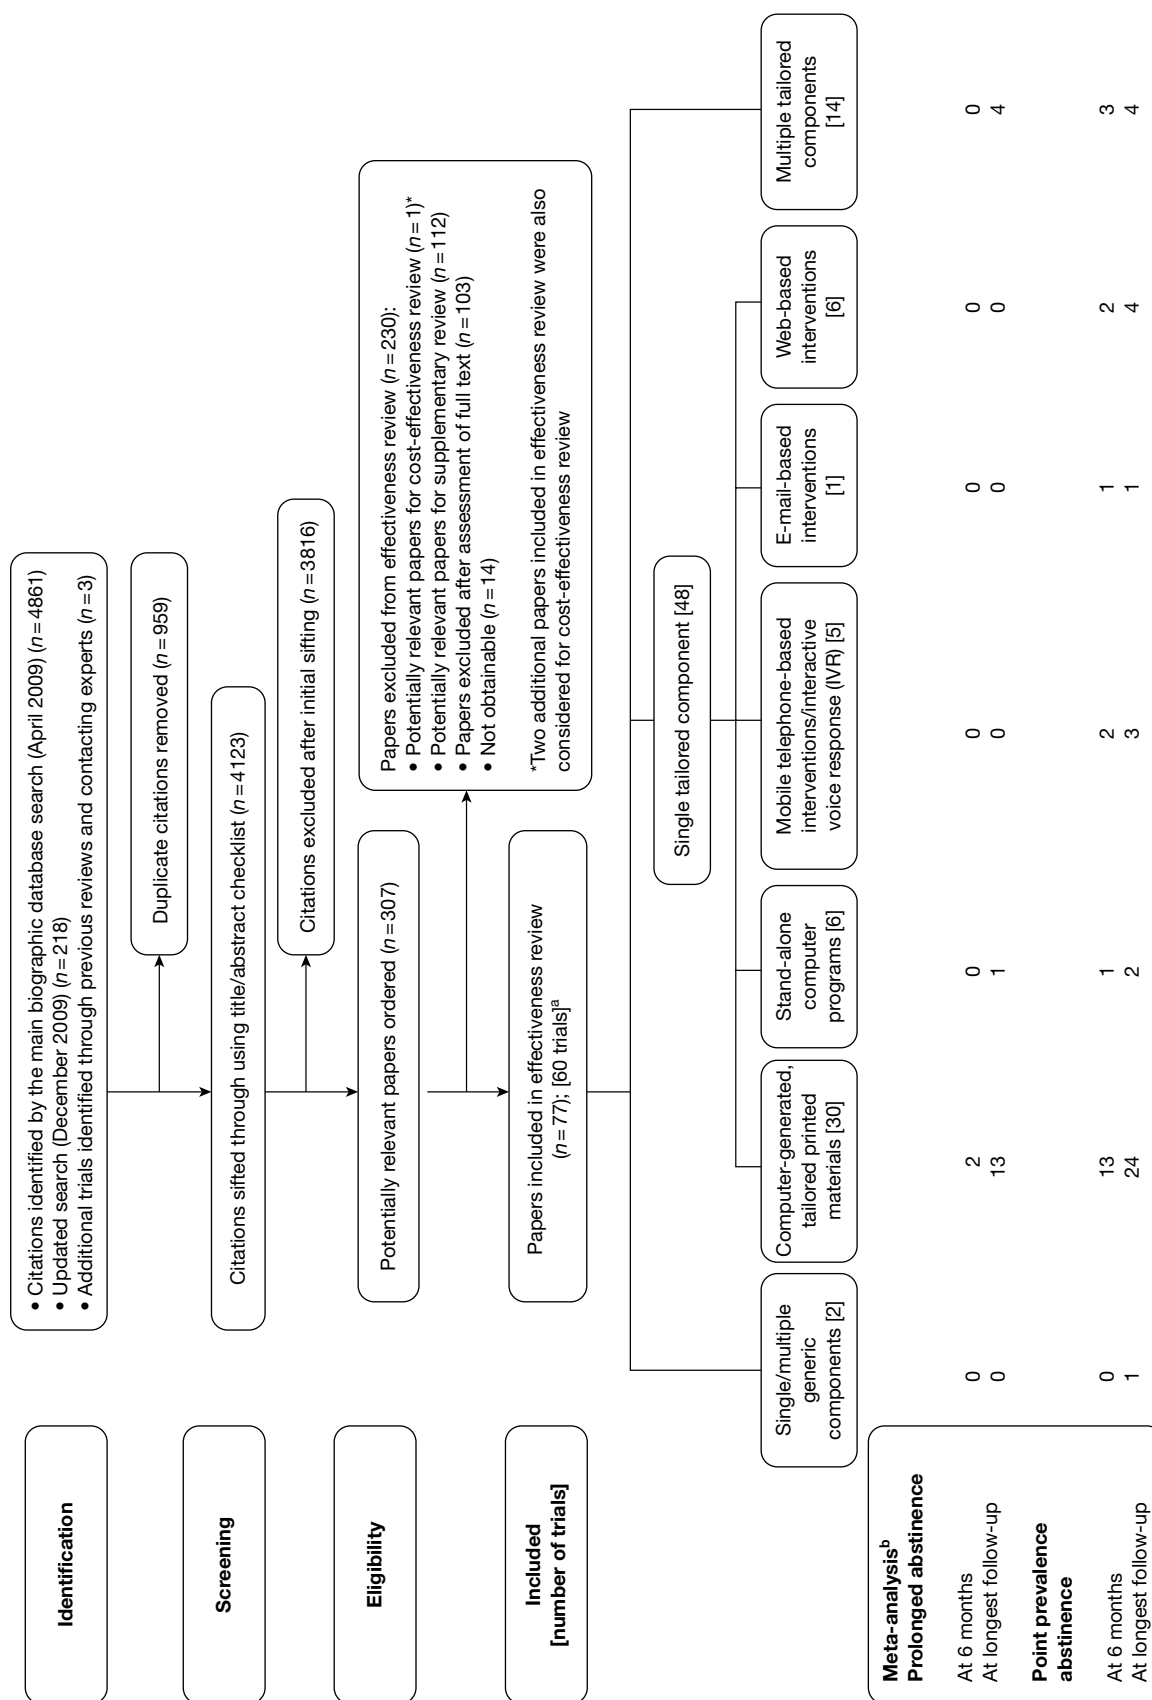 Identification
• Citations identified by the main biographic database search (April 2009) (n=4861)
• Updated search (December 2009) (n=218)
• Additional trials identified through previous reviews and contacting experts (n=3)
Duplicate citations removed (n=959)
Screening
Citations sifted through using title/abstract checklist (n=4123)
Citations excluded after initial sifting (n=3816)
Eligibility
Potentially relevant papers ordered (n=307)
Papers excluded from effectiveness review (n=230):
• Potentially relevant papers for cost-effectiveness review (n=1)*
• Potentially relevant papers for supplementary review (n=112)
• Papers excluded after assessment of full text (n=103)
• Not obtainable (n=14)
*Two additional papers included in effectiveness review were also
considered for cost-effectiveness review
Included
[number of trials]
Papers included in effectiveness review
(n=77); [60 trials]a
Single tailored component [48]
Single/multiple
generic
components [2]
Computer-generated,
tailored printed
materials [30]
Stand-alone
computer
programs [6]
Mobile telephone-based
interventions/interactive
voice response (IVR) [5]
E-mail-based
interventions
[1]
Web-based
interventions
[6]
Multiple tailored
components
[14]
Meta-analysisb
Prolonged abstinence
At 6 months 0 2 0 0 0 0 0
At longest follow-up 0 13 1 0 0 0 4
Point prevalence
abstinence
At 6 months 0 13 1 2 1 2 3
At longest follow-up 1 24 2 3 1 4 4